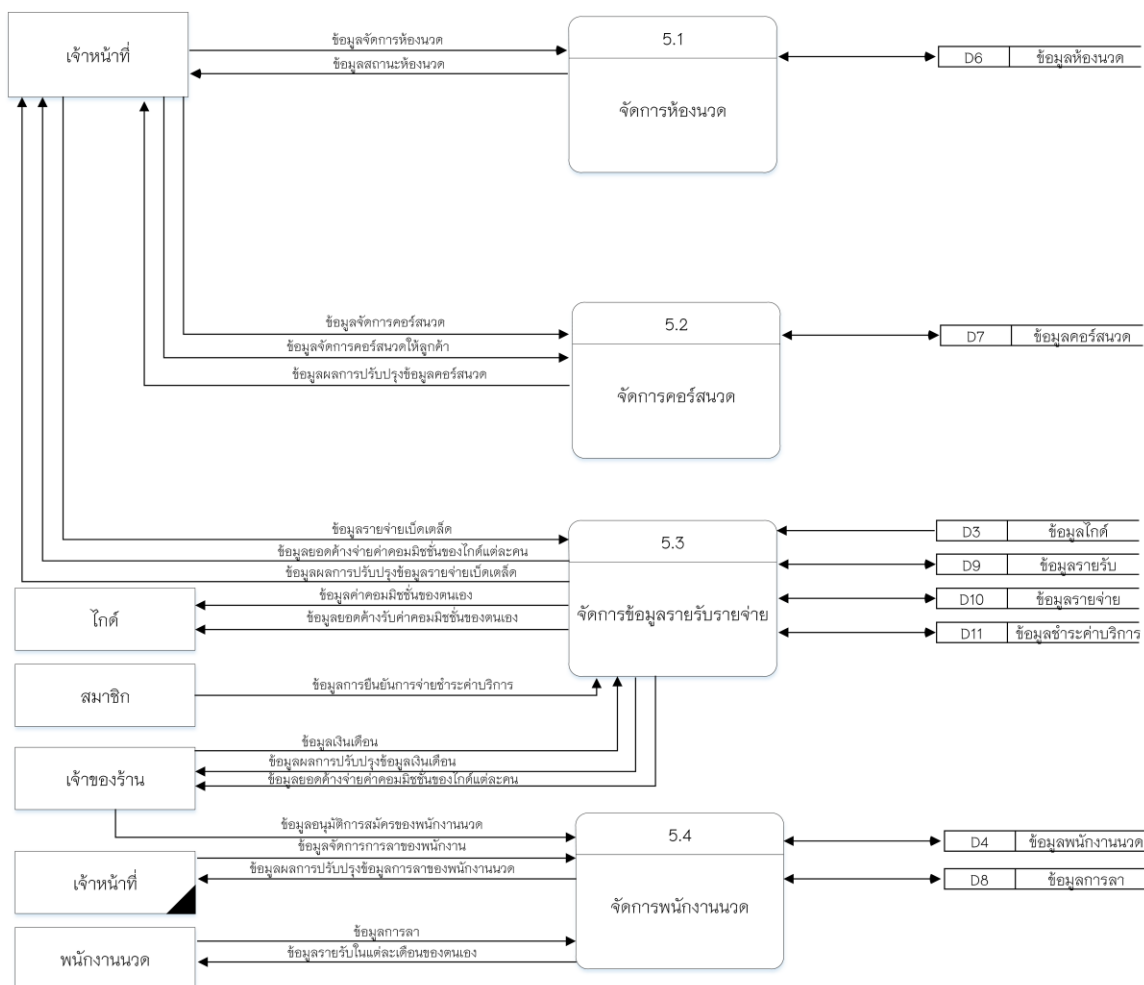 เจ้าหน้าที่
ข้อมูลจัดการห้องนวด
ข้อมูลสถานะห้องนวด
5.1
จัดการห้องนวด
D6 ข้อมูลห้องนวด
ข้อมูลจัดการคอร์สนวด
ข้อมูลจัดการคอร์สนวดให้ลูกค้า
ข้อมูลผลการปรับปรุงข้อมูลคอร์สนวด
5.2
จัดการคอร์สนวด
D7 ข้อมูลคอร์สนวด
ข้อมูลรายจ่ายเบ็ดเตล็ด
ข้อมูลยอดค้างจ่ายค่าคอมมิชชั่นของไกด์แต่ละคน
ข้อมูลผลการปรับปรุงข้อมูลรายจ่ายเบ็ดเตล็ด
5.3
จัดการข้อมูลรายรับรายจ่าย
D3 ข้อมูลไกด์
D9 ข้อมูลรายรับ
D10 ข้อมูลรายจ่าย
D11 ข้อมูลชำระค่าบริการ
ไกด์
ข้อมูลค่าคอมมิชชั่นของตนเอง
ข้อมูลยอดค้างรับค่าคอมมิชชั่นของตนเอง
สมาชิก
ข้อมูลการยืนยันการจ่ายชำระค่าบริการ
เจ้าของร้าน
ข้อมูลเงินเดือน
ข้อมูลผลการปรับปรุงข้อมูลเงินเดือน
ข้อมูลยอดค้างจ่ายค่าคอมมิชชั่นของไกด์แต่ละคน
ข้อมูลอนุมัติการสมัครของพนักงานนวด
ข้อมูลจัดการการลาของพนักงาน
ข้อมูลผลการปรับปรุงข้อมูลการลาของพนักงานนวด
เจ้าหน้าที่
5.4
จัดการพนักงานนวด
D4 ข้อมูลพนักงานนวด
D8 ข้อมูลการลา
พนักงานนวด
ข้อมูลการลา
ข้อมูลรายรับในแต่ละเดือนของตนเอง